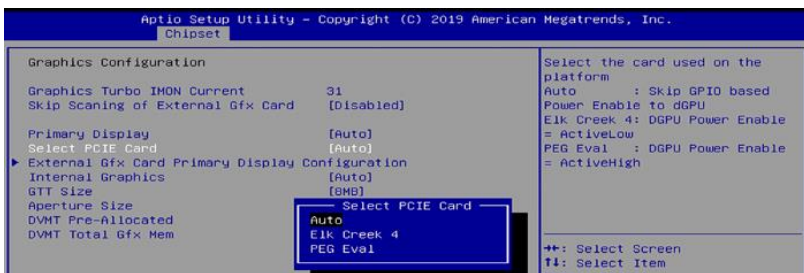 Aptio Setup Utility – Copyright (C) 2019 American Megatrends, Inc.
Chipset
Graphics Configuration
Graphics Turbo IMON Current 31
Skip Scaning of External Gfx Card [Disabled]
Primary Display [Auto]
Select PCIE Card [Auto]
External Gfx Card Primary Display Configuration
Internal Graphics [Auto]
GTT Size [8MB]
Aperture Size
DVMT Pre-Allocated
DVMT Total Gfx Mem
Select PCIE Card
Auto
Elk Creek 4
PEG Eval
Select the card used on the
platform
Auto : Skip GPIO based
Power Enable to dGPU
Elk Creek 4: DGPU Power Enable
= ActiveLow
PEG Eval : DGPU Power Enable
= ActiveHigh
→←: Select Screen
↑↓: Select Item